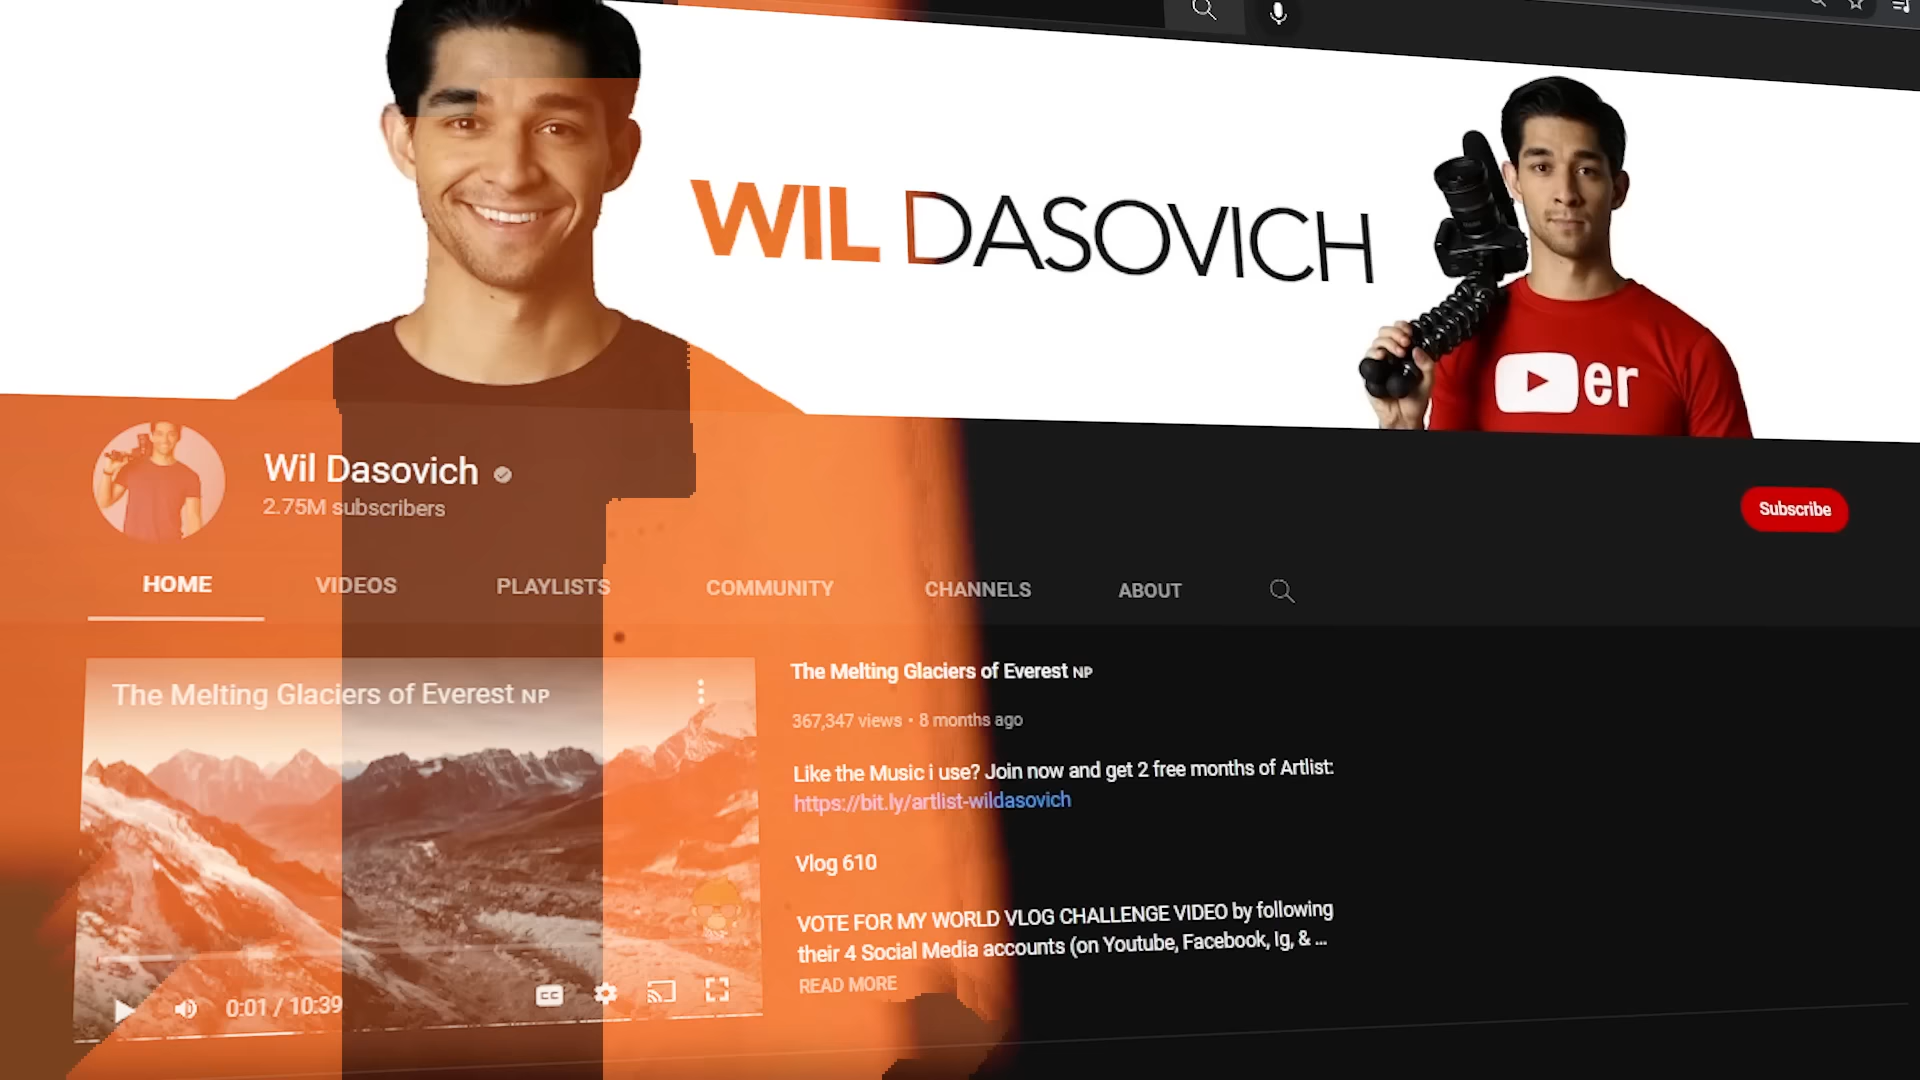 WIL DASOVICH
er
Wil Dasovich
2.75M subscribers
Subscribe
HOME VIDEOS PLAYLISTS COMMUNITY CHANNELS ABOUT
The Melting Glaciers of Everest NP
0:01 / 10:39
CC
The Melting Glaciers of Everest NP
367,347 views • 8 months ago
Like the Music i use? Join now and get 2 free months of Artlist:
https://bit.ly/artlist-wildasovich
Vlog 610
VOTE FOR MY WORLD VLOG CHALLENGE VIDEO by following
their 4 Social Media accounts (on Youtube, Facebook, Ig, & ...
READ MORE